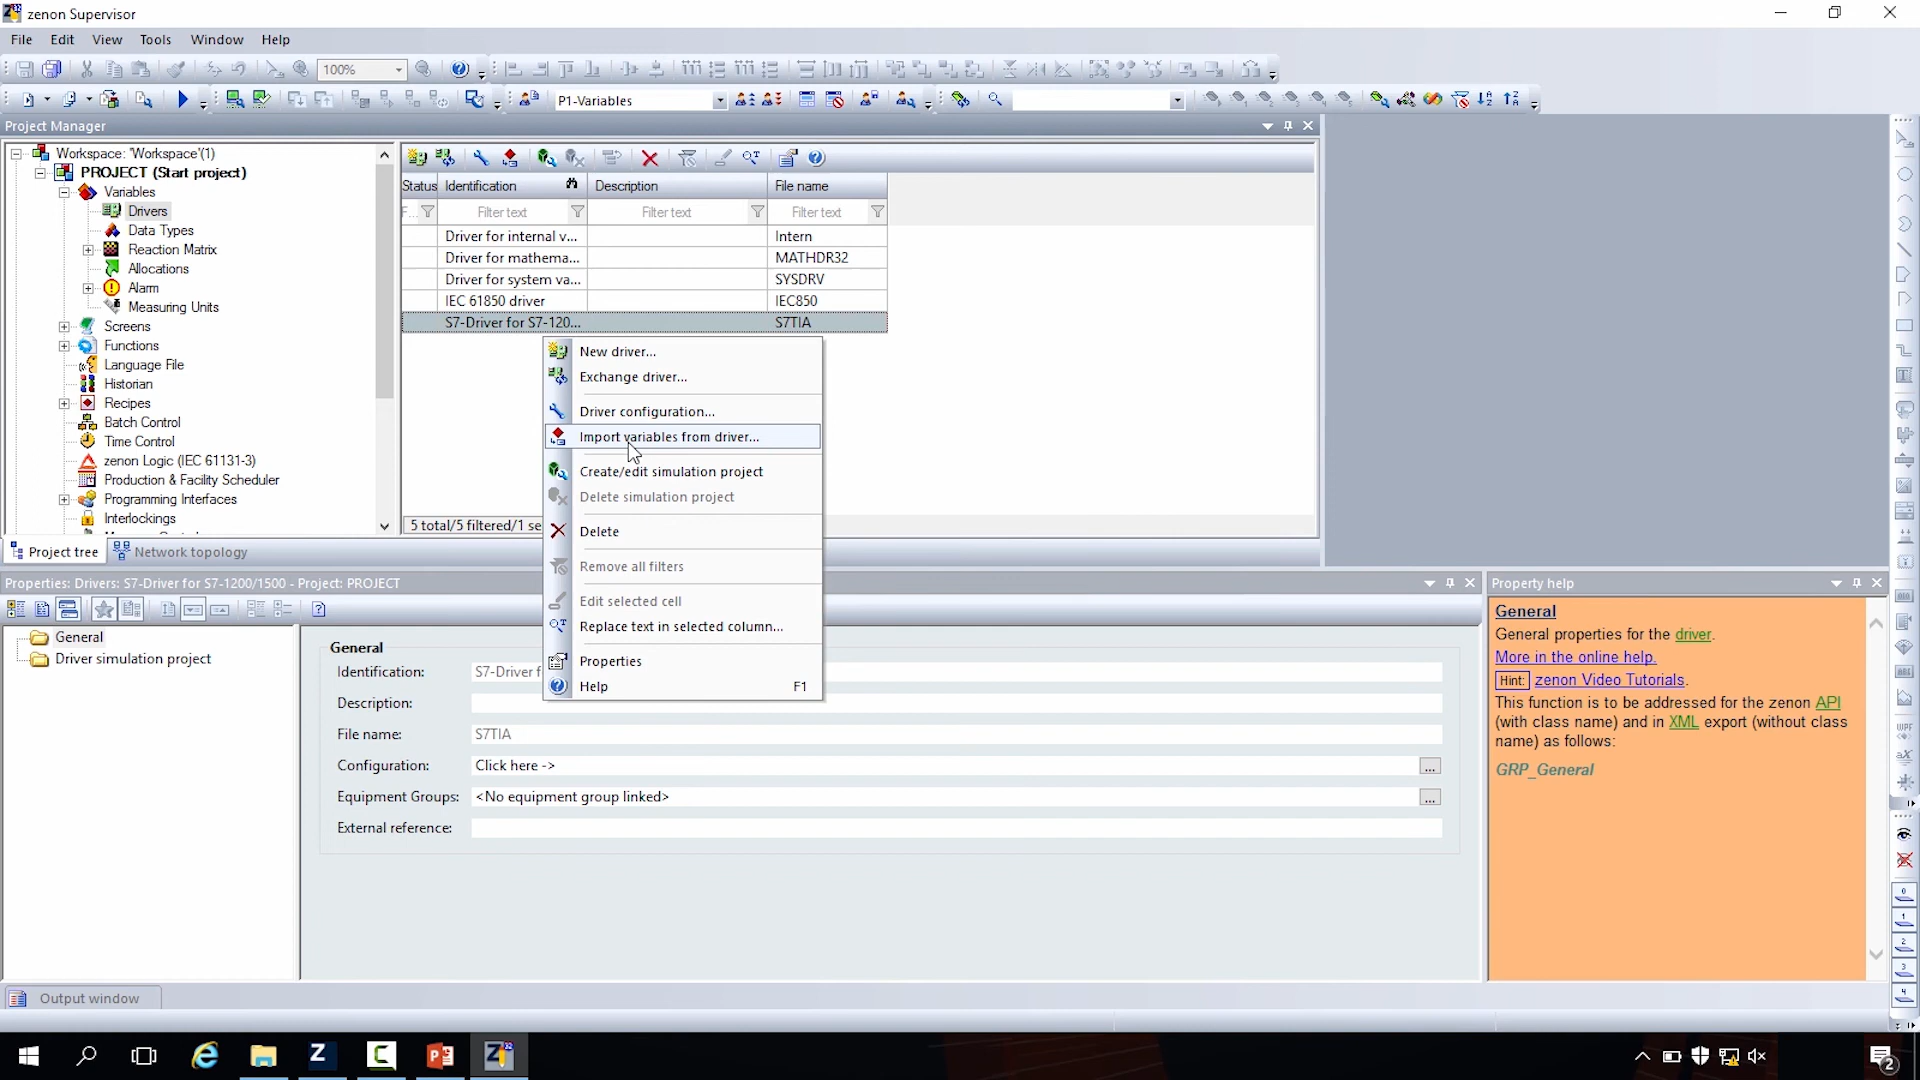 zenon Supervisor
File Edit View Tools Window Help
100%
P1-Variables
Project Manager
Workspace: 'Workspace'(1)
PROJECT (Start project)
Variables
Drivers
Data Types
Reaction Matrix
Allocations
Alarm
Measuring Units
Screens
Functions
Language File
Historian
Recipes
Batch Control
Time Control
zenon Logic (IEC 61131-3)
Production & Facility Scheduler
Programming Interfaces
Interlockings
Project tree
Network topology
Status Identification Description File name
F... Filter text Filter text Filter text
Driver for internal v... Intern
Driver for mathema... MATHDR32
Driver for system va... SYSDRV
IEC 61850 driver IEC850
S7-Driver for S7-120... S7TIA
5 total/5 filtered/1 se
New driver...
Exchange driver...
Driver configuration...
Import variables from driver...
Create/edit simulation project
Delete simulation project
Delete
Remove all filters
Edit selected cell
Replace text in selected column...
Properties
Help F1
Properties: Drivers: S7-Driver for S7-1200/1500 - Project: PROJECT
General
Driver simulation project
General
Identification: S7-Driver f
Description:
File name: S7TIA
Configuration: Click here -> ...
Equipment Groups: <No equipment group linked> ...
External reference:
Property help
General
General properties for the driver.
More in the online help.
Hint: zenon Video Tutorials.
This function is to be addressed for the zenon API
(with class name) and in XML export (without class
name) as follows:
GRP_General
Output window
2